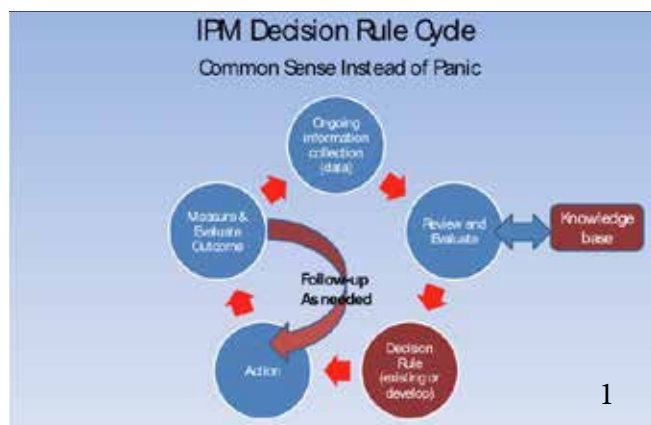 IPM Decision Rule Cycle
Common Sense Instead of Panic
Ongoing
information
collection
(data)
Measure &
Evaluate
Outcome
Review and
Evaluate
Knowledge
base
Follow-up
As needed
Action
Decision
Rule
(existing or
develop)
1